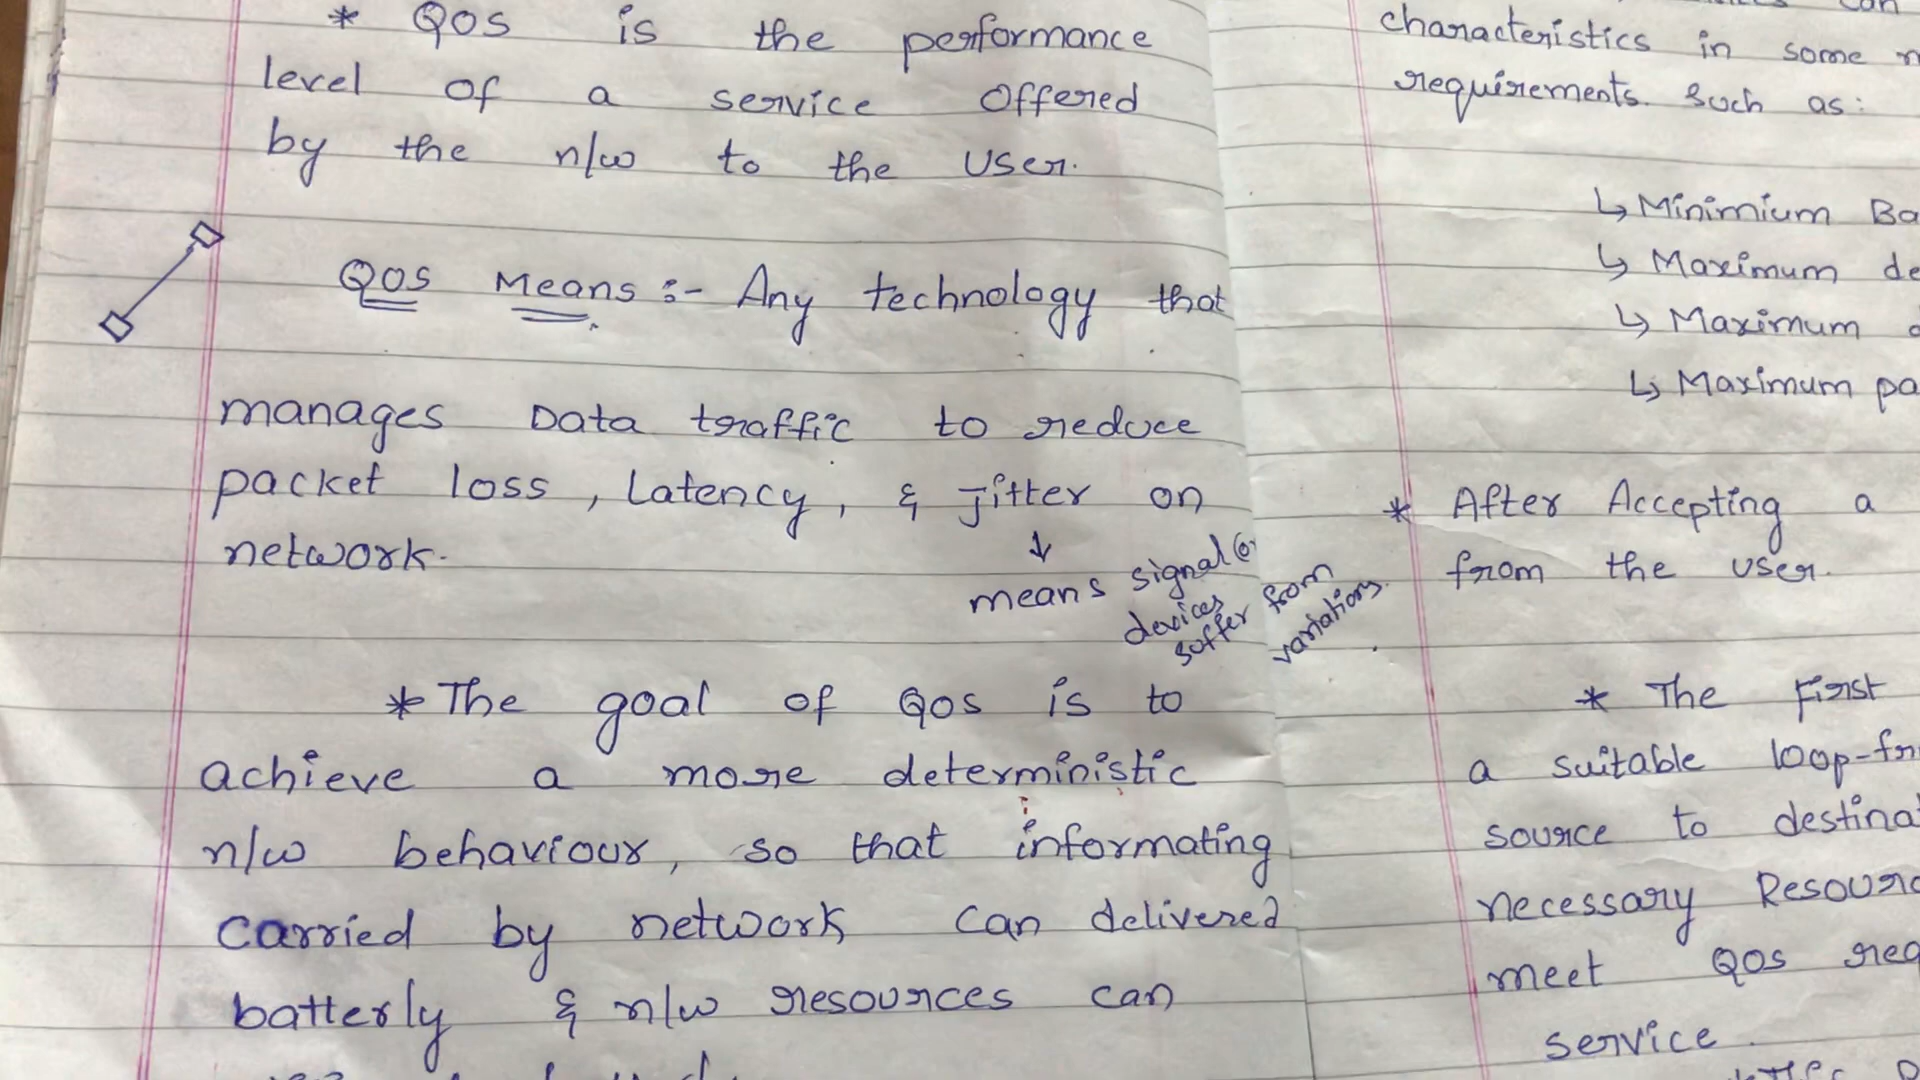 * QOS is the performance
level of a service Offered
by the n/w to the User.
QOS Means :- Any technology that
manages Data traffic to reduce
packet loss, Latency, & Jitter on
network.
↓
means signal (or
devices
suffer from
variations.
* The goal of QOS is to
achieve a more deterministic
n/w behaviour, so that informating
carried by network can delivered
batterly & n/w resources can
can
characteristics in some
requirements. Such as:
↳ Minimium
↳ Maximum
↳ Maximum
↳ Maximum
* After Accepting a
from the user.
* The First
a suitable
source to
necessary
meet QOS
service.